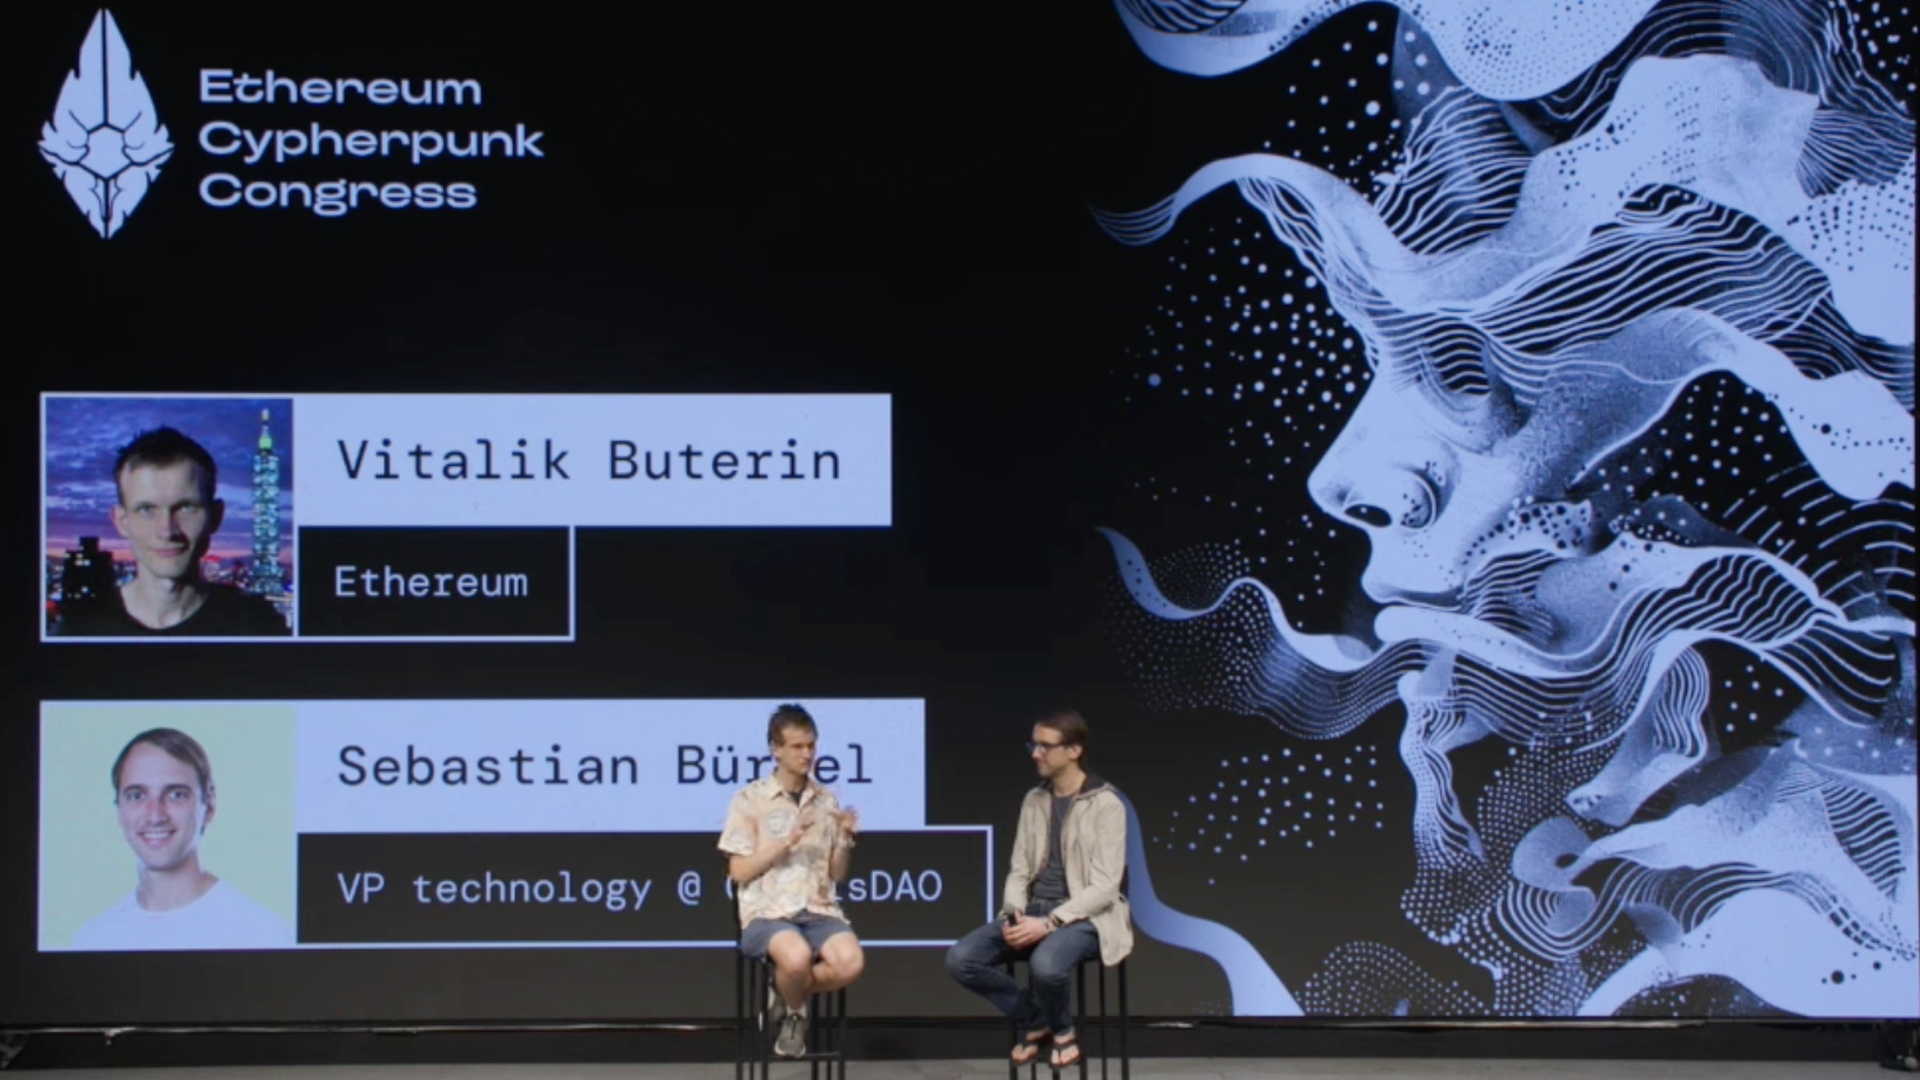 Ethereum
Cypherpunk
Congress
Vitalik Buterin
Ethereum
Sebastian
VP technology @